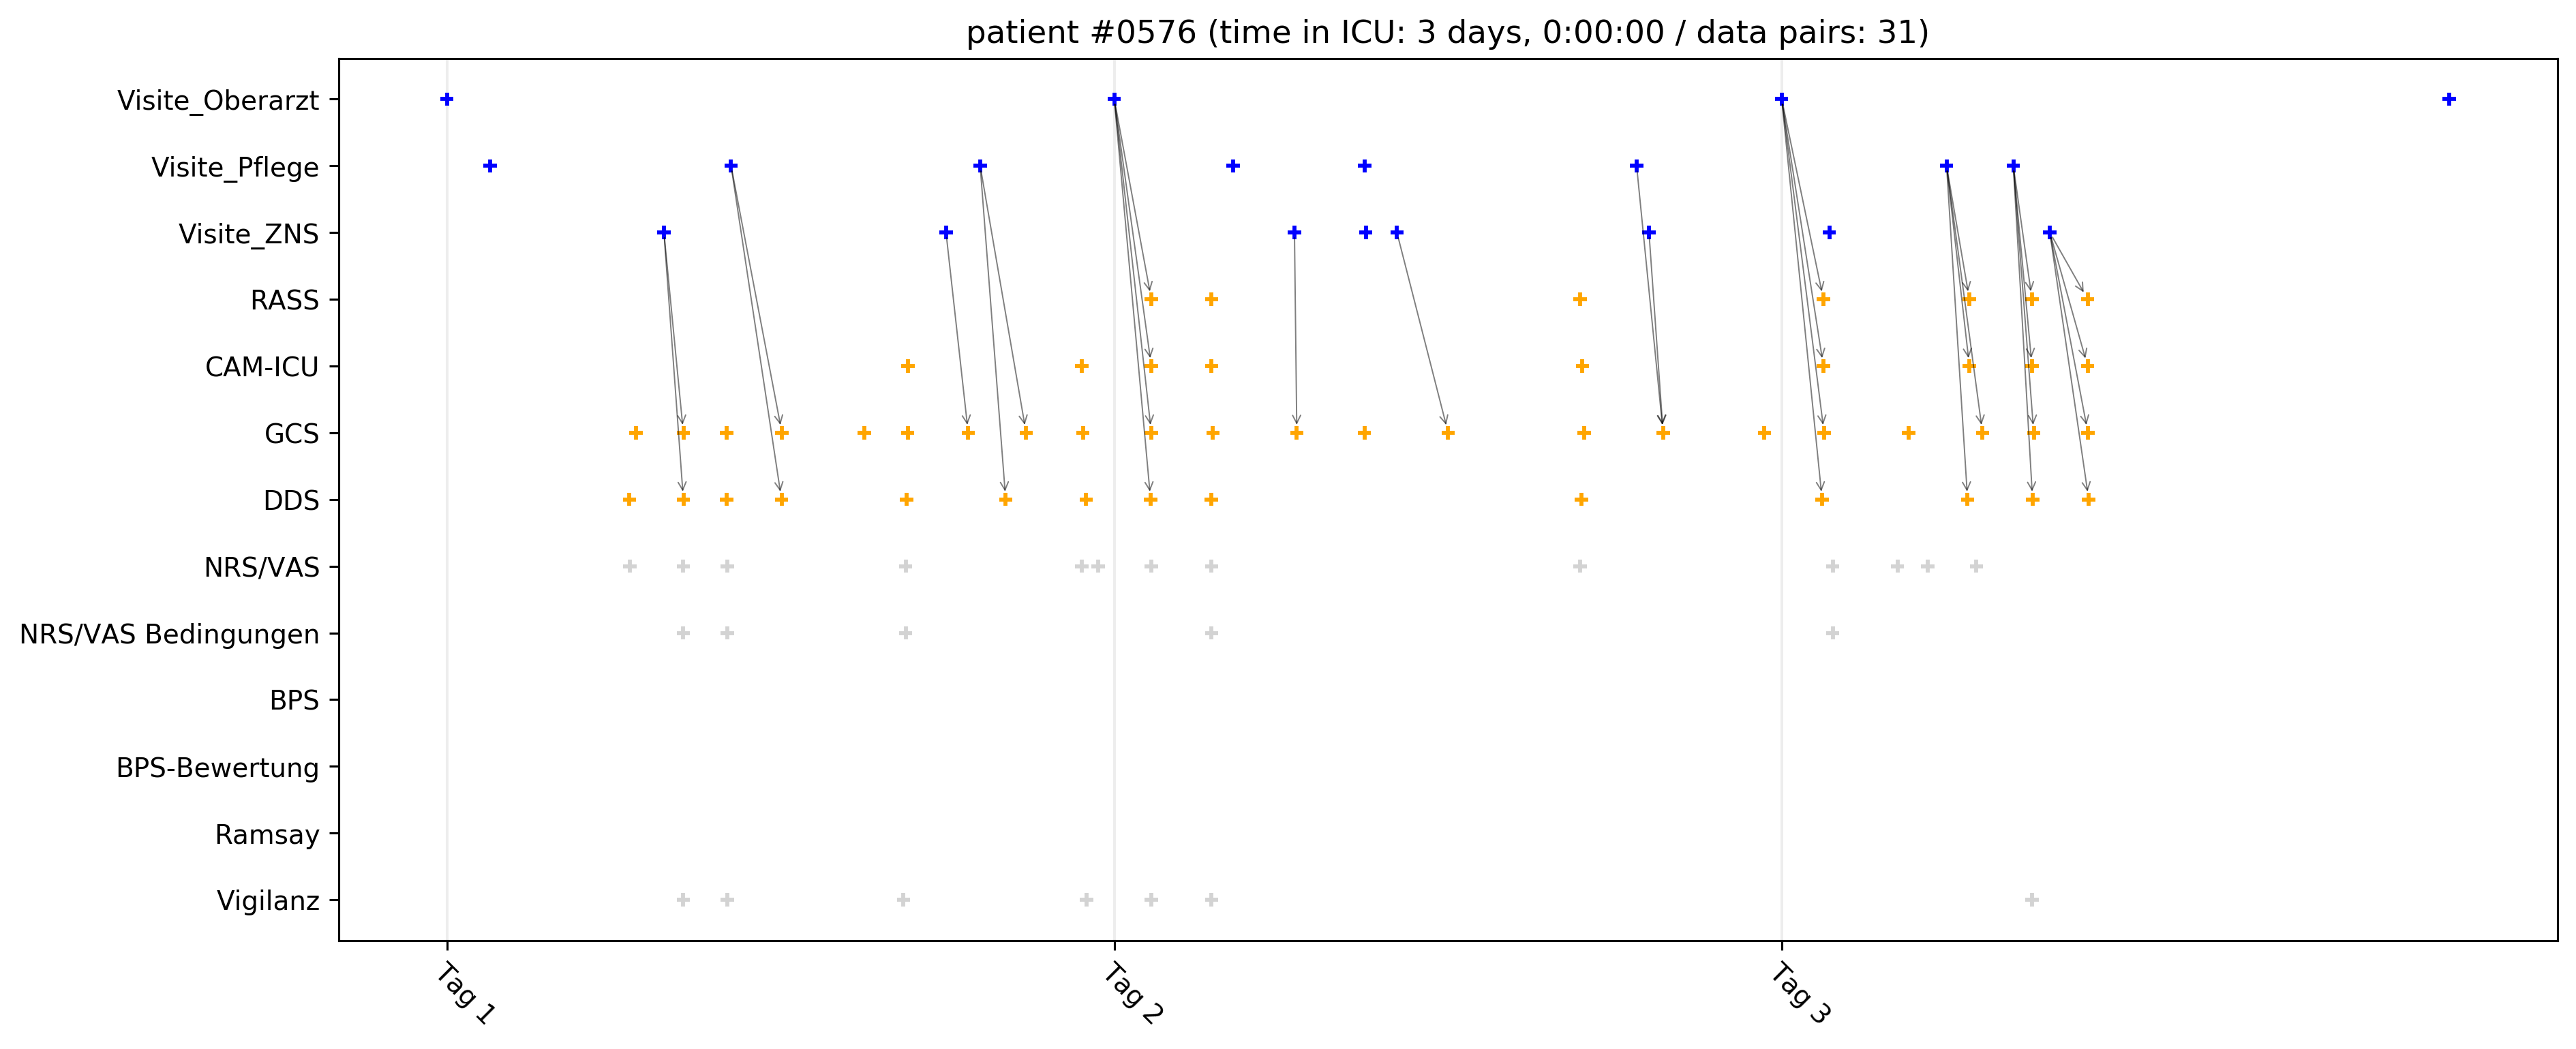 patient #0576 (time in ICU: 3 days, 0:00:00 / data pairs: 31)
Visite_Oberarzt
Visite_Pflege
Visite_ZNS
RASS
CAM-ICU
GCS
DDS
NRS/VAS
NRS/VAS Bedingungen
BPS
BPS-Bewertung
Ramsay
Vigilanz
Tag 1
Tag 2
Tag 3